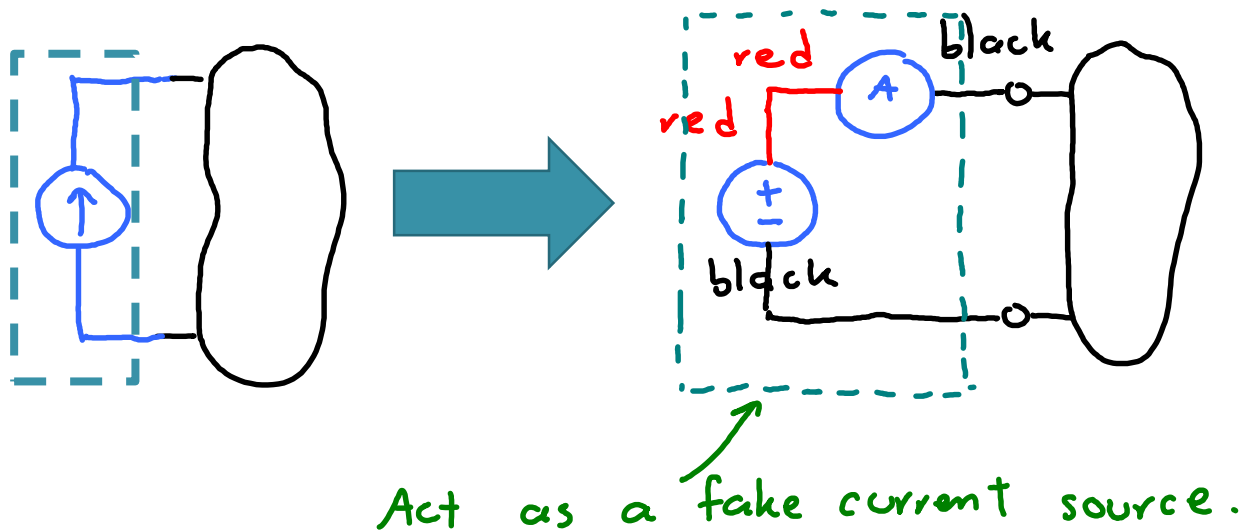 black
red
A
red
+
−
black
Act as a fake current source.